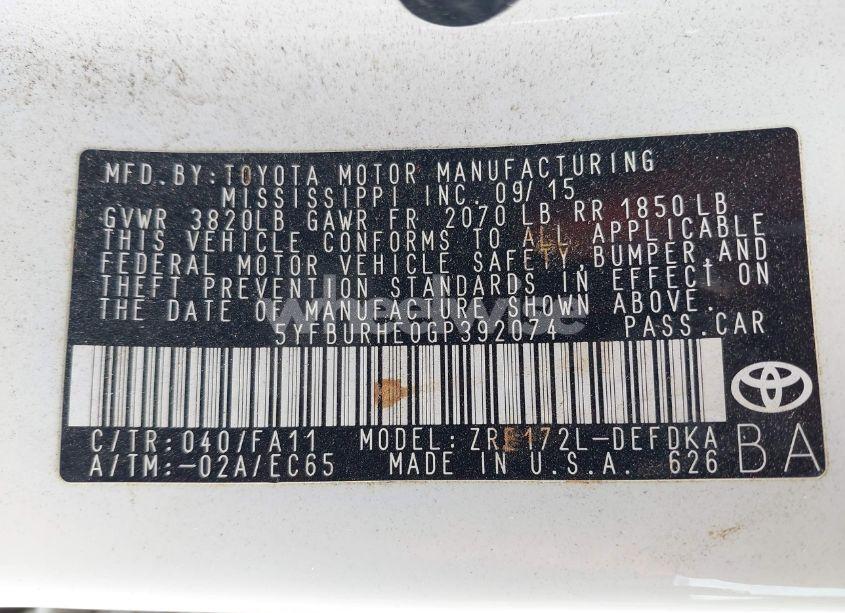 MFD. BY: TOYOTA MOTOR MANUFACTURING
MISSISSIPPI INC. 09/15
GVWR 3820LB GAWR FR 2070 LB RR 1850 LB
THIS VEHICLE CONFORMS TO ALL APPLICABLE
FEDERAL MOTOR VEHICLE SAFETY, BUMPER, AND
THEFT PREVENTION STANDARDS IN EFFECT ON
THE DATE OF MANUFACTURE SHOWN ABOVE.
5YFBURHE0GP392074 PASS.CAR
C/TR: 040/FA11 MODEL: ZRE172L-DEFDKA
A/TM:-02A/EC65 MADE IN U.S.A. 626
BA